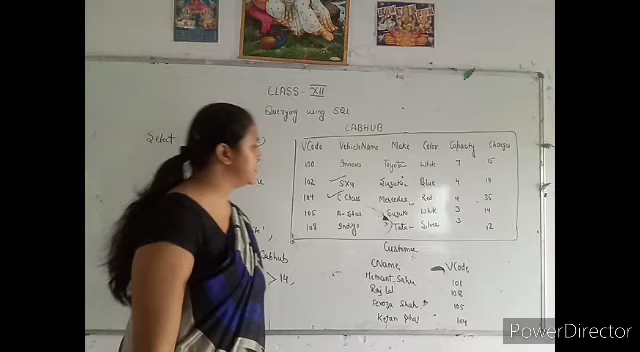 CLASS - XII
Querying using SQL
Select
CABHUB
VCode VehicleName Make Color Capacity Charges
100 Innova Toyota White 7 15
102 SX4 Suzuki Blue 4 14
104 C Class Mercedes Red 4 35
105 A-Star Suzuki White 3 14
108 Indigo Tata Silver 3 12
Cabhub
> 14,
Customer
CName VCode
Hemant Sahu 101
Raj Lal 108
Feroza Shah 105
Ketan Dhal 104
PowerDirector